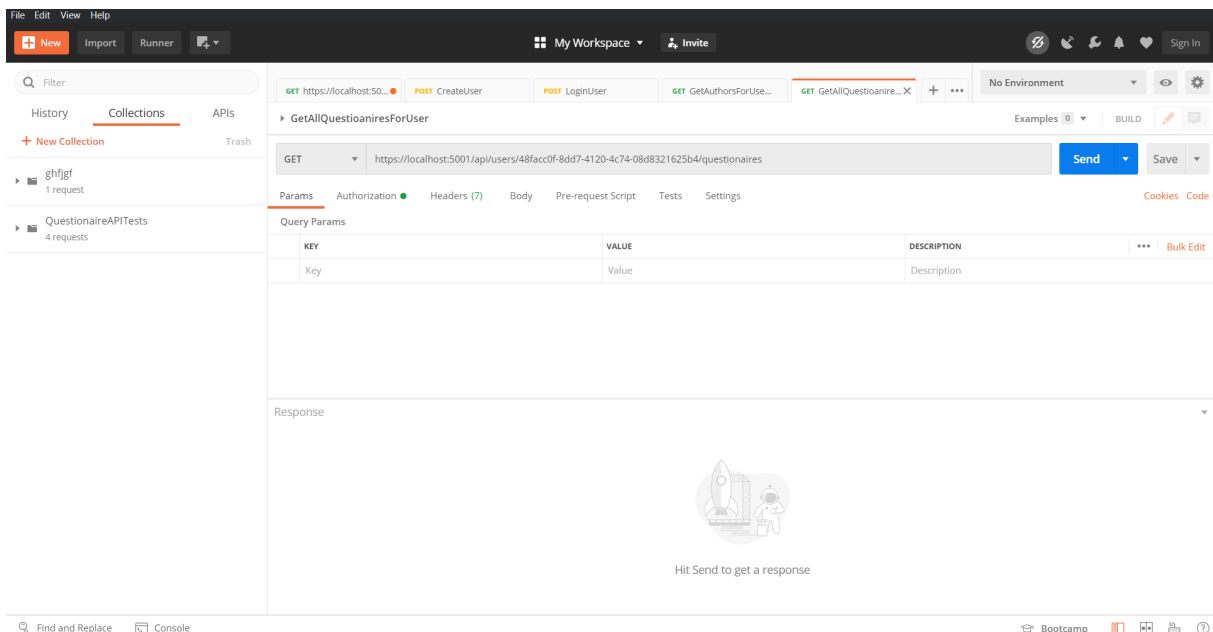 File Edit View Help
New Import Runner My Workspace Invite Sign In
Filter
History Collections APIs
New Collection Trash
ghfjgf
1 request
QuestionaireAPITests
4 requests
GET https://localhost:50... POST CreateUser POST LoginUser GET GetAuthorsForUse... GET GetAllQuestioanire... X + ••• No Environment
GetAllQuestioaniresForUser Examples 0 BUILD
GET https://localhost:5001/api/users/48facc0f-8dd7-4120-4c74-08d8321625b4/questionaires Send Save
Params Authorization Headers (7) Body Pre-request Script Tests Settings Cookies Code
Query Params
KEY VALUE DESCRIPTION ••• Bulk Edit
Key Value Description
Response
Hit Send to get a response
Find and Replace Console Bootcamp